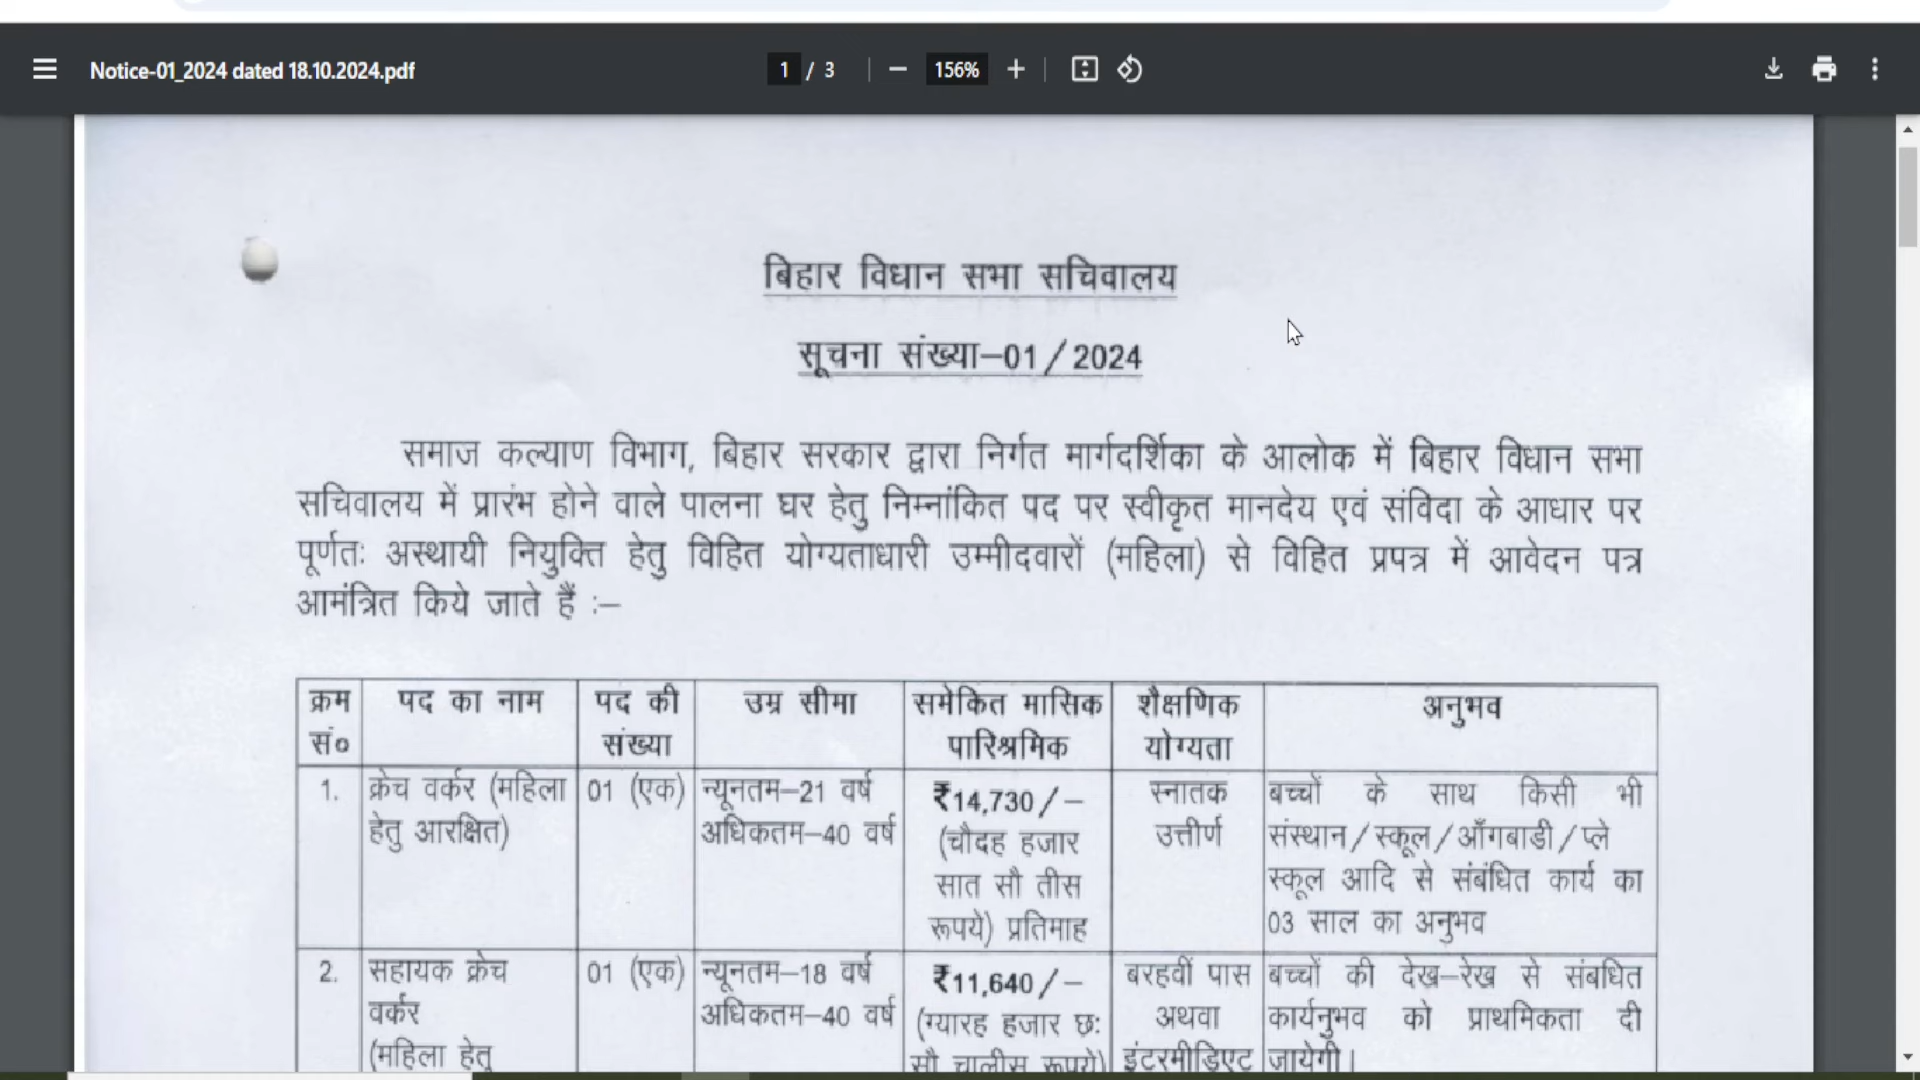 Notice-01_2024 dated 18.10.2024.pdf
1 / 3
156%
बिहार विधान सभा सचिवालय
सूचना संख्या–01/2024
समाज कल्याण विभाग, बिहार सरकार द्वारा निर्गत मार्गदर्शिका के आलोक में बिहार विधान सभा
सचिवालय में प्रारंभ होने वाले पालना घर हेतु निम्नांकित पद पर स्वीकृत मानदेय एवं संविदा के आधार पर
पूर्णतः अस्थायी नियुक्ति हेतु विहित योग्यताधारी उम्मीदवारों (महिला) से विहित प्रपत्र में आवेदन पत्र
आमंत्रित किये जाते हैं :–
क्रम सं० पद का नाम पद की संख्या उम्र सीमा समेकित मासिक पारिश्रमिक शैक्षणिक योग्यता अनुभव
1. क्रेच वर्कर (महिला 01 (एक) न्यूनतम–21 वर्ष ₹14,730/– स्नातक बच्चों के साथ किसी भी
हेतु आरक्षित) अधिकतम–40 वर्ष (चौदह हजार उत्तीर्ण संस्थान/स्कूल/आँगबाडी/प्ले
सात सौ तीस स्कूल आदि से संबंधित कार्य का
रूपये) प्रतिमाह 03 साल का अनुभव
2. सहायक क्रेच 01 (एक) न्यूनतम–18 वर्ष ₹11,640/– बरहवीं पास बच्चों की देख–रेख से संबधित
वर्कर अधिकतम–40 वर्ष (ग्यारह हजार छः अथवा कार्यनुभव को प्राथमिकता दी
(महिला हेतु सौ चालीस रूपये) इंटरमीडिएट जायेगी।